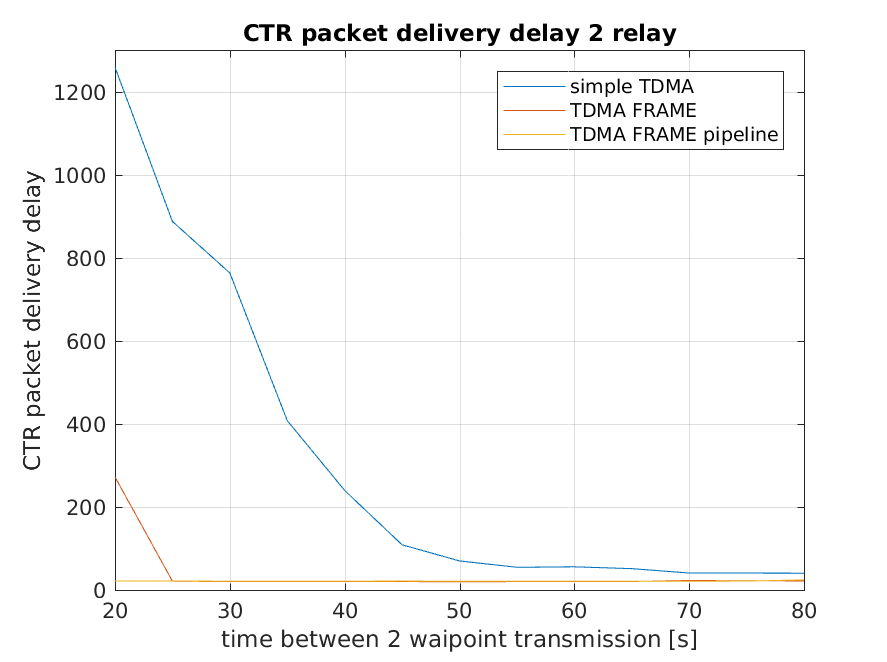 CTR packet delivery delay 2 relay
simple TDMA
TDMA FRAME
TDMA FRAME pipeline
CTR packet delivery delay
1200
1000
800
600
400
200
0
20 30 40 50 60 70 80
time between 2 waipoint transmission [s]